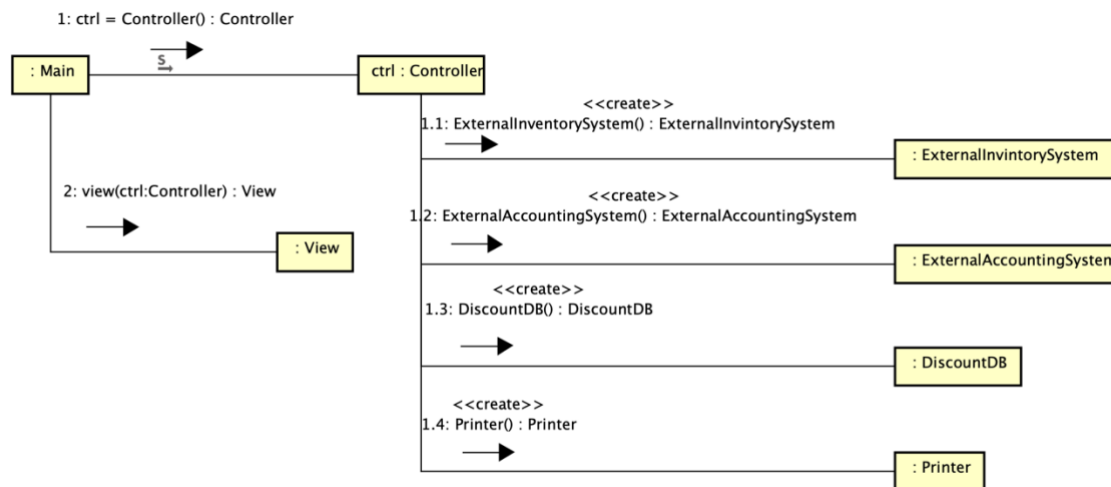 1: ctrl = Controller() : Controller
S
: Main
ctrl : Controller
<<create>>
1.1: ExternalInventorySystem() : ExternalInvintorySystem
: ExternalInvintorySystem
2: view(ctrl:Controller) : View
<<create>>
1.2: ExternalAccountingSystem() : ExternalAccountingSystem
: View
: ExternalAccountingSystem
<<create>>
1.3: DiscountDB() : DiscountDB
: DiscountDB
<<create>>
1.4: Printer() : Printer
: Printer